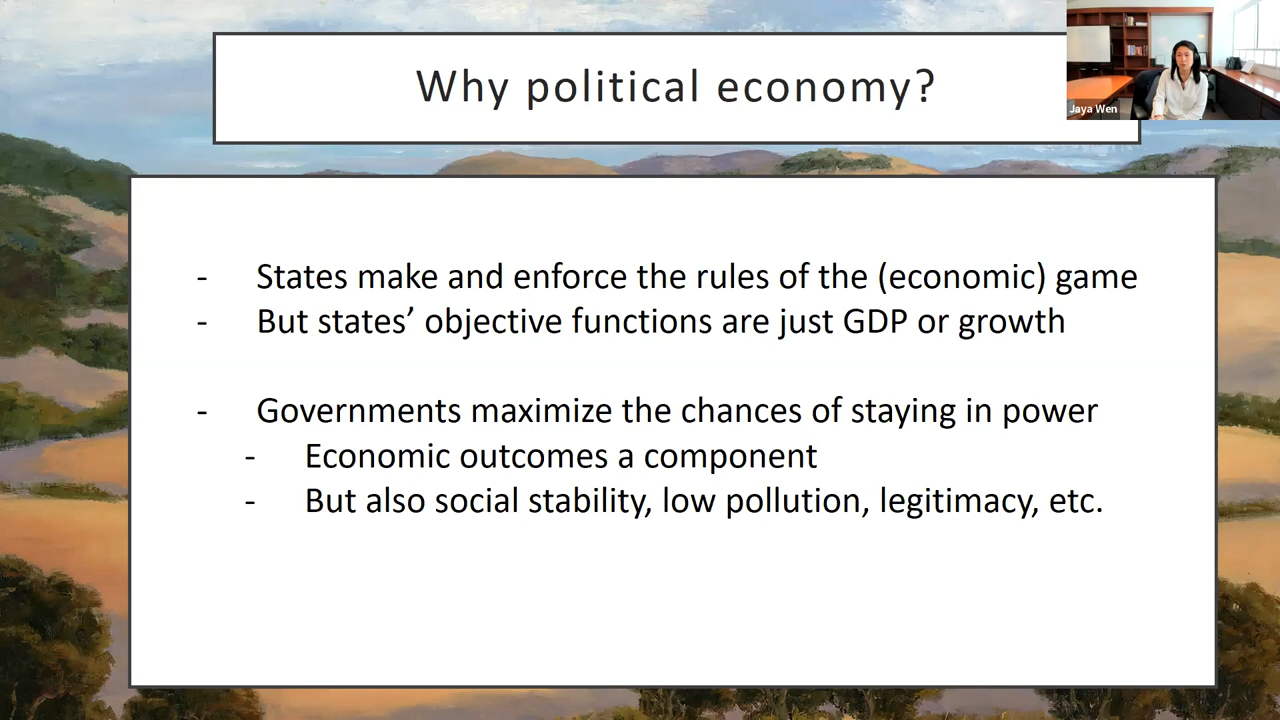 Why political economy?
Jaya Wen
- States make and enforce the rules of the (economic) game
- But states’ objective functions are just GDP or growth
- Governments maximize the chances of staying in power
- Economic outcomes a component
- But also social stability, low pollution, legitimacy, etc.